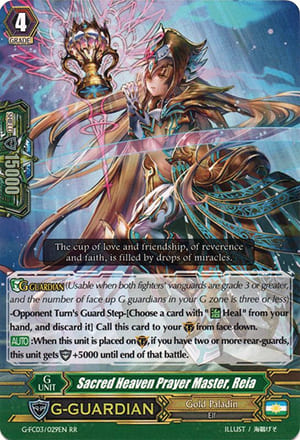 4
GRADE
15000
SHIELD
The cup of love and friendship, of reverence
and faith, is filled by drops of miracles.
G GUARDIAN (Usable when both fighters' vanguards are grade 3 or greater,
and the number of face up G guardians in your G zone is three or less)
-Opponent Turn's Guard Step-[Choose a card with "Heal" from your
hand, and discard it] Call this card to your G from face down.
AUTO:When this unit is placed on G, if you have two or more rear-guards,
this unit gets +5000 until end of that battle.
G
UNIT
Sacred Heaven Prayer Master, Reia
G-GUARDIAN
Gold Paladin
Elf
G-FC03/029EN RR
ILLUST / 海鵜げそ